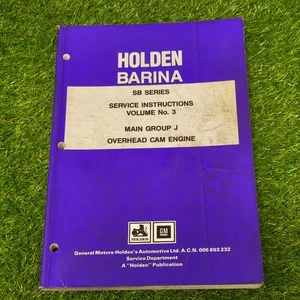 HOLDEN
BARINA
SB SERIES
SERVICE INSTRUCTIONS
VOLUME No. 3
MAIN GROUP J
OVERHEAD CAM ENGINE
HOLDEN
GM
General Motors-Holden's Automotive Ltd. A.C.N. 006 893 232
Service Department
A "Holden" Publication